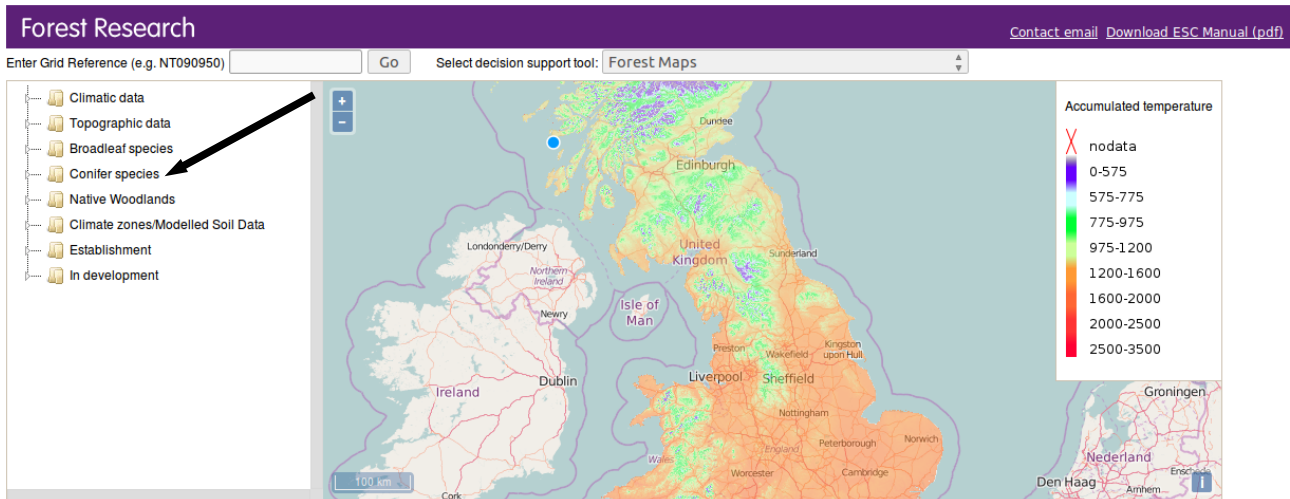 Forest Research
Contact email Download ESC Manual (pdf)
Enter Grid Reference (e.g. NT090950) Go Select decision support tool: Forest Maps
Climatic data
Topographic data
Broadleaf species
Conifer species
Native Woodlands
Climate zones/Modelled Soil Data
Establishment
In development
+
−
Dundee
Edinburgh
Londonderry/Derry
United
Kingdom
Sunderland
Northern
Ireland
Isle of
Man
Newry
Preston
Wakefield
Kingston
upon Hull
Liverpool
Sheffield
Dublin
Ireland
Nottingham
Peterborough
Norwich
England
Wales
Worcester
Cambridge
Cork
100 km
Accumulated temperature
nodata
0-575
575-775
775-975
975-1200
1200-1600
1600-2000
2000-2500
2500-3500
Groningen
Nederland
Den Haag
Arnhem
i